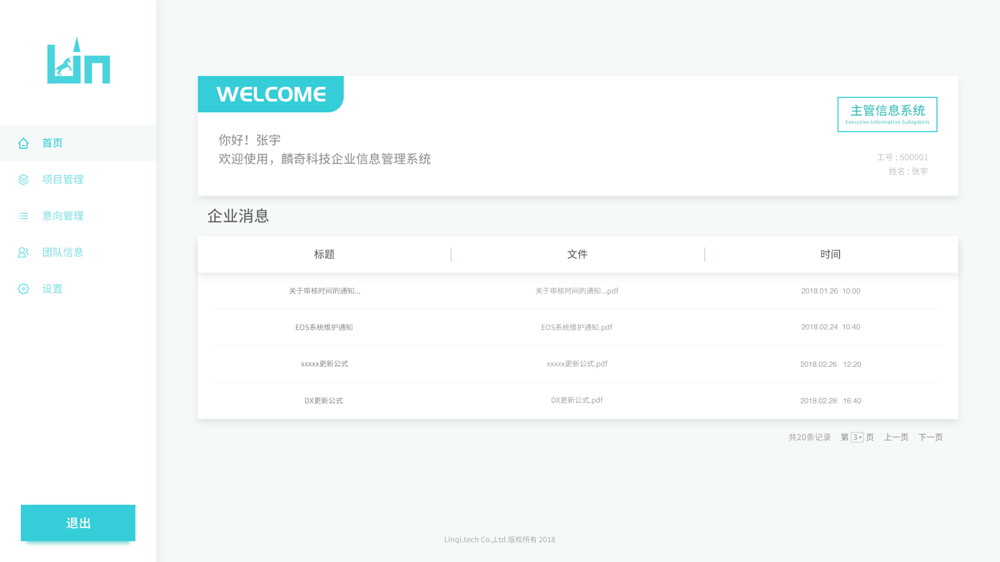 Lin
首页
项目管理
意向管理
团队信息
设置
退出
WELCOME
你好！张宇
欢迎使用，麟奇科技企业信息管理系统
主管信息系统
Executive Information Subsystem
工号 : S00001
姓名 : 张宇
企业消息
标题 文件 时间
关于审核时间的通知... 关于审核时间的通知...pdf 2018.01.26 10:00
EOS系统维护通知 EOS系统维护通知.pdf 2018.02.24 10:40
xxxxx更新公式 xxxxx更新公式.pdf 2018.02.26 12:20
DX更新公式 DX更新公式.pdf 2018.02.28 16:40
共20条记录 第 3 页 上一页 下一页
Linqi.tech Co.,Ltd.版权所有 2018